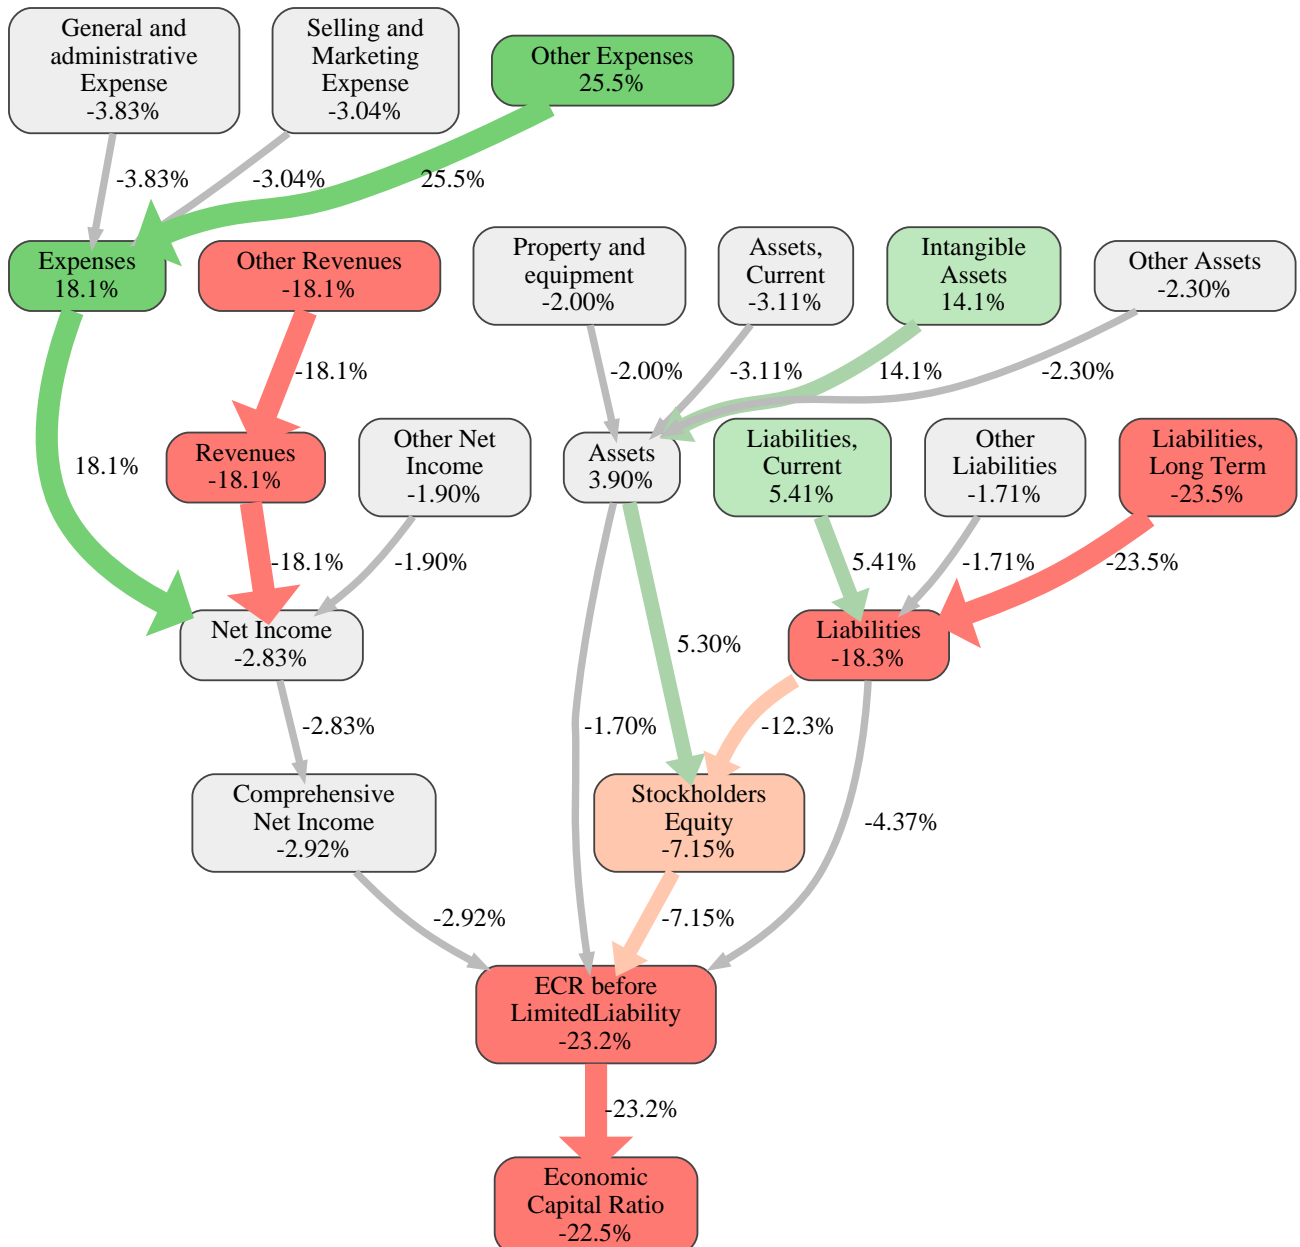 General and
administrative
Expense
-3.83%
Selling and
Marketing
Expense
-3.04%
Other Expenses
25.5%
-3.83%
-3.04%
25.5%
Expenses
18.1%
Other Revenues
-18.1%
Property and
equipment
-2.00%
Assets,
Current
-3.11%
Intangible
Assets
14.1%
Other Assets
-2.30%
-18.1%
-2.00%
-3.11%
14.1%
-2.30%
Revenues
-18.1%
Other Net
Income
-1.90%
Assets
3.90%
Liabilities,
Current
5.41%
Other
Liabilities
-1.71%
Liabilities,
Long Term
-23.5%
18.1%
-18.1%
-1.90%
5.41%
-1.71%
-23.5%
Net Income
-2.83%
5.30%
Liabilities
-18.3%
-2.83%
-1.70%
-12.3%
Comprehensive
Net Income
-2.92%
Stockholders
Equity
-7.15%
-4.37%
-2.92%
-7.15%
ECR before
LimitedLiability
-23.2%
-23.2%
Economic
Capital Ratio
-22.5%